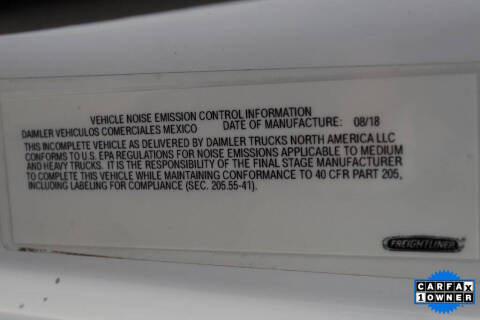 VEHICLE NOISE EMISSION CONTROL INFORMATION
DAIMLER VEHICULOS COMERCIALES MEXICO DATE OF MANUFACTURE: 08/18
THIS INCOMPLETE VEHICLE AS DELIVERED BY DAIMLER TRUCKS NORTH AMERICA LLC
CONFORMS TO U.S. EPA REGULATIONS FOR NOISE EMISSIONS APPLICABLE TO MEDIUM
AND HEAVY TRUCKS. IT IS THE RESPONSIBILITY OF THE FINAL STAGE MANUFACTURER
TO COMPLETE THIS VEHICLE WHILE MAINTAINING CONFORMANCE TO 40 CFR PART 205,
INCLUDING LABELING FOR COMPLIANCE (SEC. 205.55-41).
FREIGHTLINER
CARFAX
1 OWNER